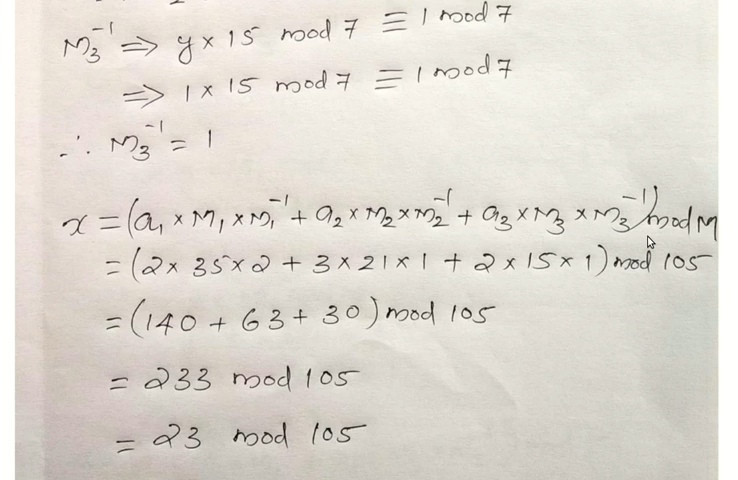 M₃⁻¹ ⇒ y × 15 mod 7 ≡ 1 mod 7
⇒ 1 × 15 mod 7 ≡ 1 mod 7
∴ M₃⁻¹ = 1
x = (a₁ × M₁ × M₁⁻¹ + a₂ × M₂ × M₂⁻¹ + a₃ × M₃ × M₃⁻¹) mod M
= (2 × 35 × 2 + 3 × 21 × 1 + 2 × 15 × 1) mod 105
= (140 + 63 + 30) mod 105
= 233 mod 105
= 23 mod 105